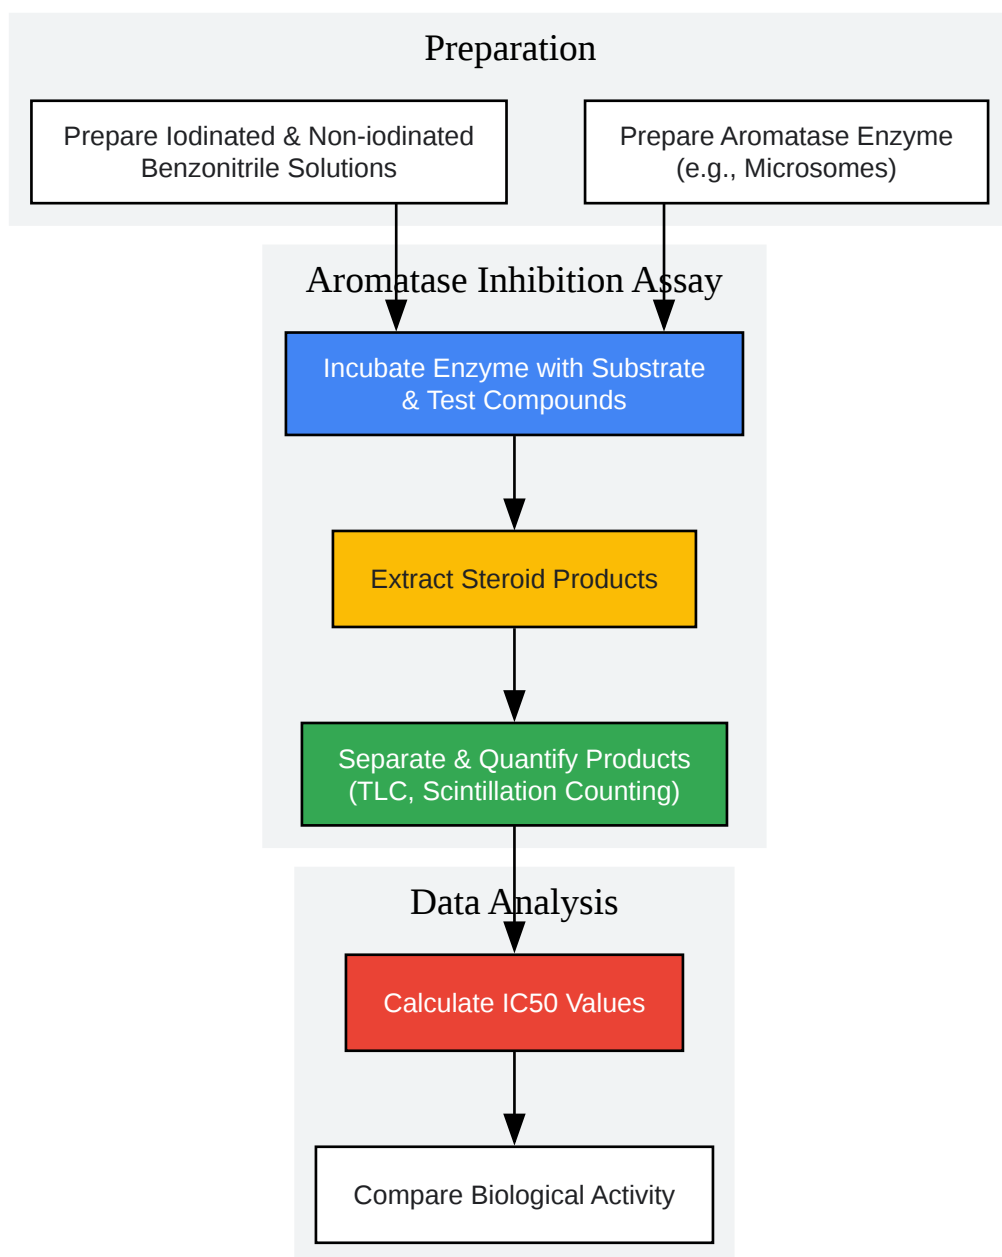 Preparation
Prepare Iodinated & Non-iodinated
Benzonitrile Solutions
Prepare Aromatase Enzyme
(e.g., Microsomes)
Aromatase Inhibition Assay
Incubate Enzyme with Substrate
& Test Compounds
Extract Steroid Products
Separate & Quantify Products
(TLC, Scintillation Counting)
Data Analysis
Calculate IC50 Values
Compare Biological Activity